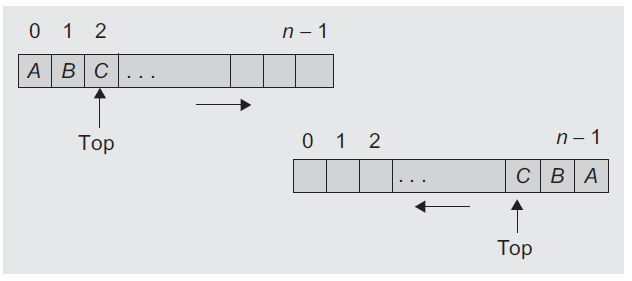 0 1 2 n – 1
A B C . . .
Top
0 1 2 n – 1
. . . C B A
Top